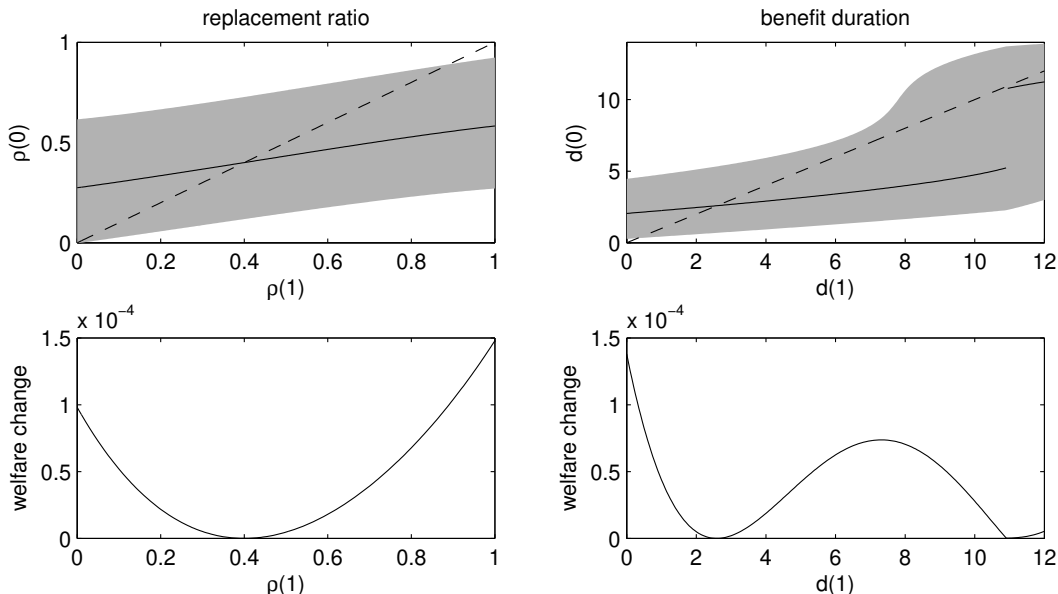 replacement ratio
1
0.5
0
ρ(0)
0 0.2 0.4 0.6 0.8 1
ρ(1)
benefit duration
10
5
0
d(0)
0 2 4 6 8 10 12
d(1)
x 10⁻⁴
1.5
1
0.5
0
welfare change
0 0.2 0.4 0.6 0.8 1
ρ(1)
x 10⁻⁴
1.5
1
0.5
0
welfare change
0 2 4 6 8 10 12
d(1)